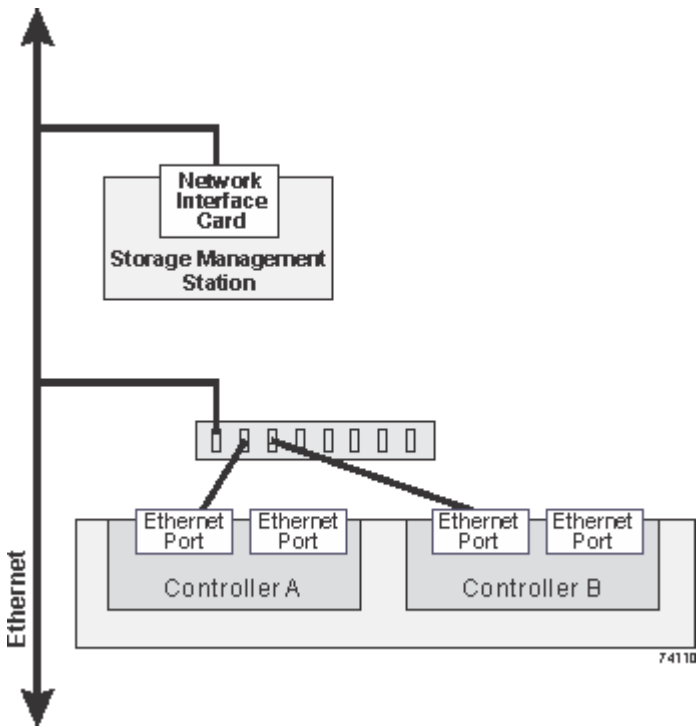 Network
Interface
Card
Storage Management
Station
Ethernet
Port
Ethernet
Port
Ethernet
Port
Ethernet
Port
Controller A
Controller B
Ethernet
74110